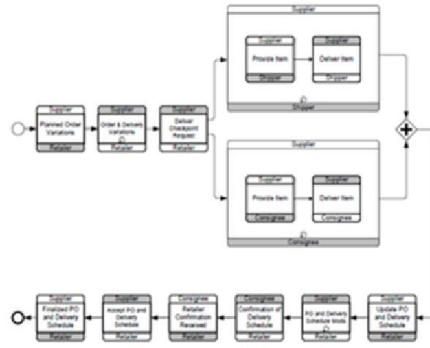 Supplier
Supplier
Supplier
Provide Item
Deliver Item
Shipper
Shipper
Shipper
Supplier
Planned Order
Variations
Retailer
Supplier
Order & Delivery
Variations
Retailer
Supplier
Deliver
Checkpoint
Request
Retailer
Supplier
Supplier
Supplier
Provide Item
Deliver Item
Consignee
Consignee
Consignee
Supplier
Finalized PO
and Delivery
Schedule
Retailer
Supplier
Accept PO and
Delivery
Schedule
Retailer
Consignee
Retailer
Confirmation
Received
Retailer
Consignee
Confirmation of
Delivery
Schedule
Retailer
Supplier
PO and Delivery
Schedule Mods
Retailer
Supplier
Update PO and
Delivery
Schedule
Retailer